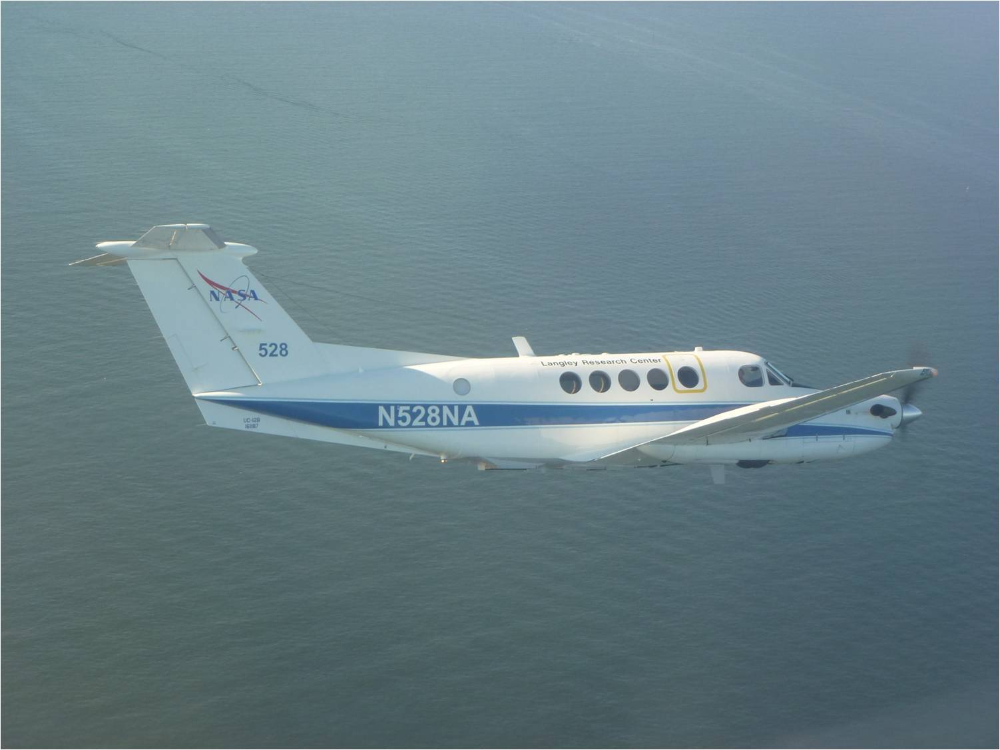 NASA
528
Langley Research Center
N528NA
UC-12B